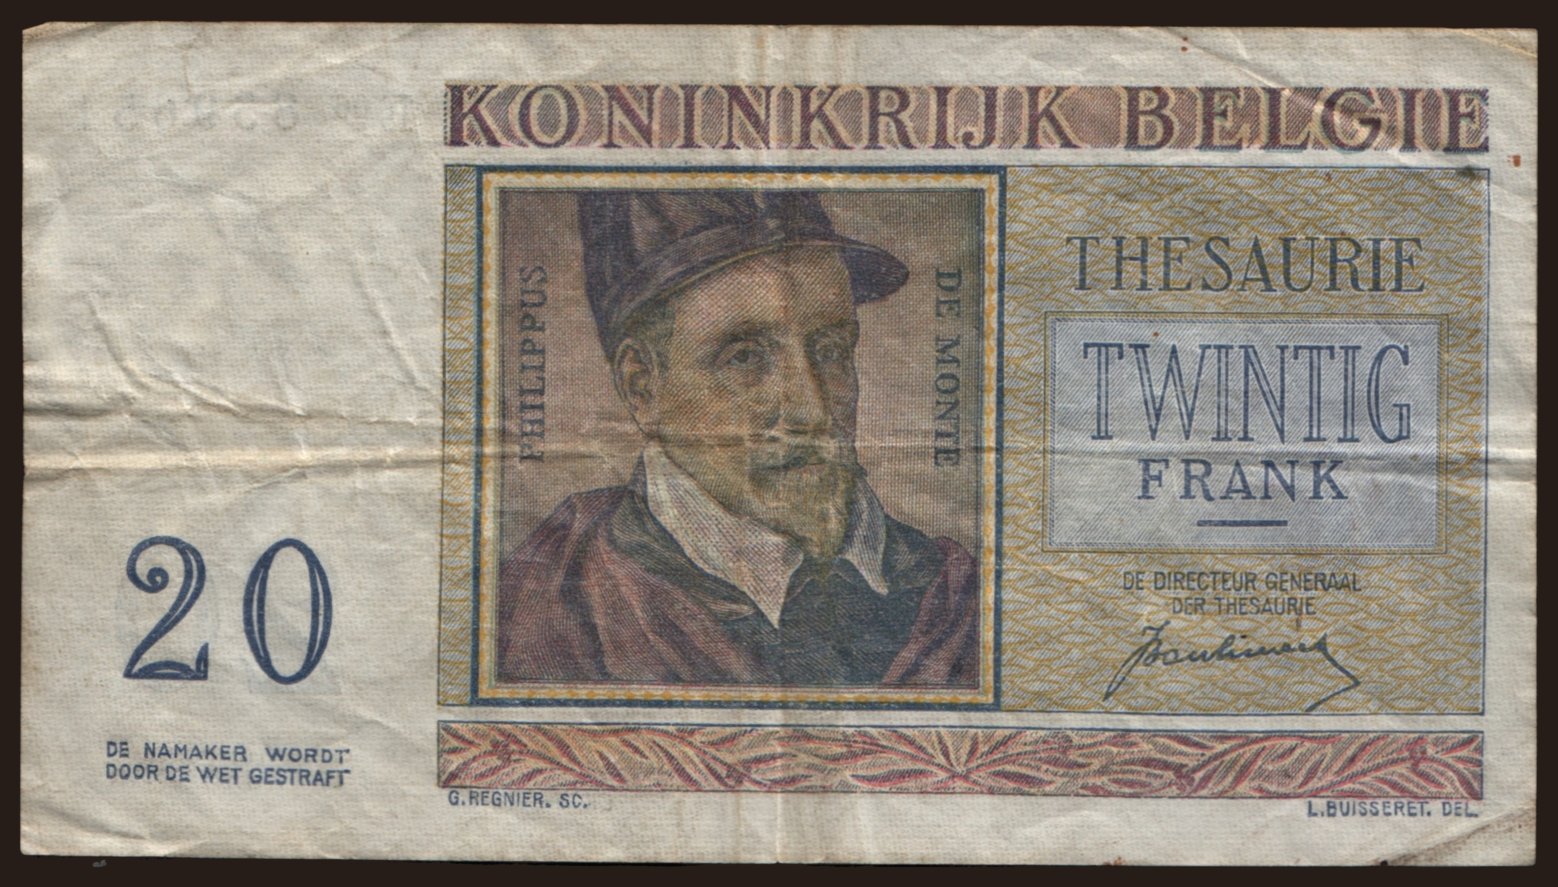 KONINKRIJK BELGIE
PHILIPPUS
DE MONTE
THESAURIE
TWINTIG
FRANK
DE DIRECTEUR GENERAAL
DER THESAURIE
20
DE NAMAKER WORDT
DOOR DE WET GESTRAFT
G. REGNIER. SC.
L. BUISSERET. DEL.